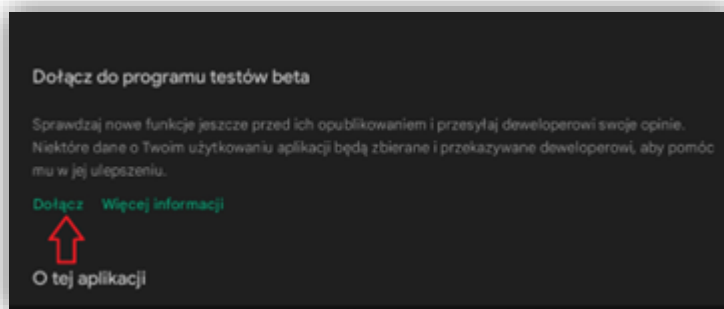 Dołącz do programu testów beta
Sprawdzaj nowe funkcje jeszcze przed ich opublikowaniem i przesyłaj deweloperowi swoje opinie.
Niektóre dane o Twoim użytkowaniu aplikacji będą zbierane i przekazywane deweloperowi, aby pomóc
mu w jej ulepszeniu.
Dołącz Więcej informacji
O tej aplikacji